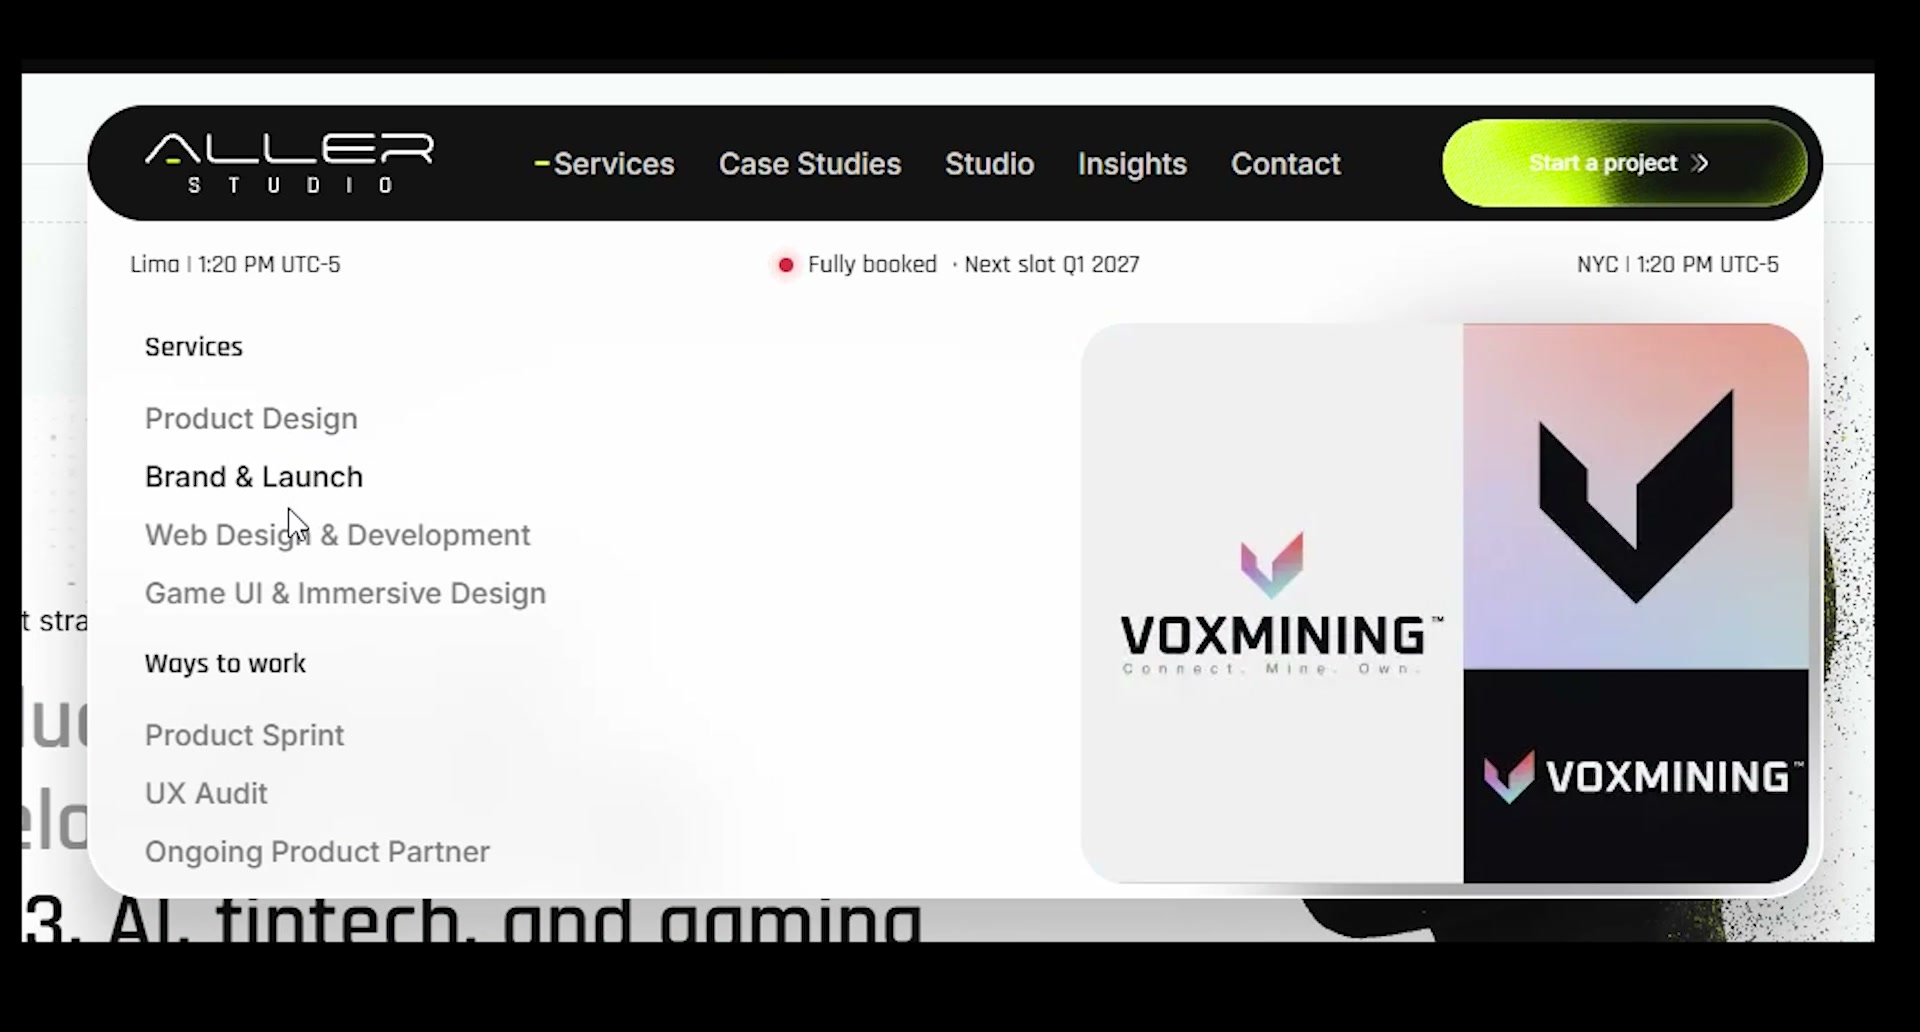 ALLER
STUDIO
Services
Case Studies
Studio
Insights
Contact
Start a project
Lima | 1:20 PM UTC-5
Fully booked · Next slot Q1 2027
NYC | 1:20 PM UTC-5
Services
Product Design
Brand & Launch
Web Design & Development
Game UI & Immersive Design
Ways to work
Product Sprint
UX Audit
Ongoing Product Partner
VOXMINING™
Connect. Mine. Own.
VOXMINING™
t stra
elo
3, AI, fintech, and gaming